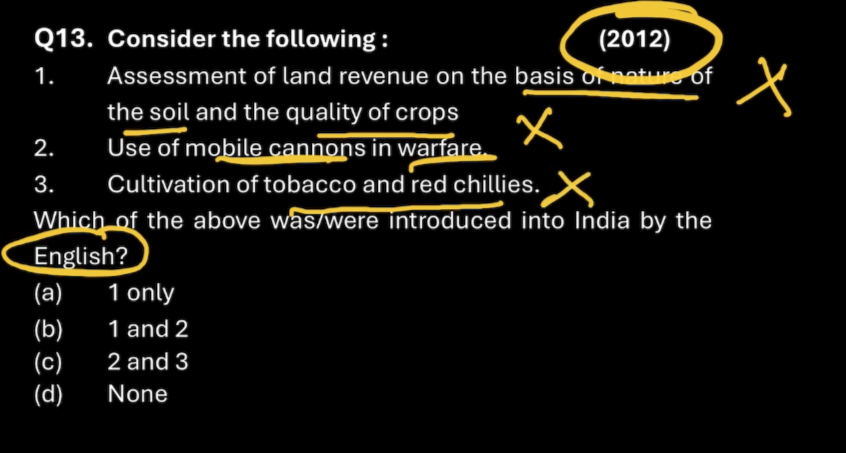 Q13. Consider the following : (2012)
1. Assessment of land revenue on the basis of nature of
the soil and the quality of crops
2. Use of mobile cannons in warfare.
3. Cultivation of tobacco and red chillies.
Which of the above was/were introduced into India by the
English?
(a) 1 only
(b) 1 and 2
(c) 2 and 3
(d) None